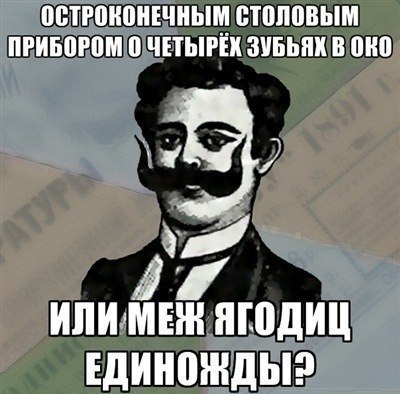 ОСТРОКОНЕЧНЫМ СТОЛОВЫМ
ПРИБОРОМ О ЧЕТЫРЁХ ЗУБЬЯХ В ОКО
ИЛИ МЕЖ ЯГОДИЦ
ЕДИНОЖДЫ?